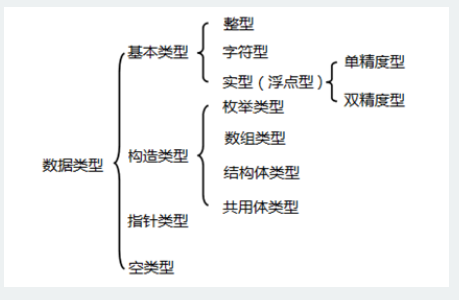 数据类型
基本类型
整型
字符型
实型（浮点型）
单精度型
双精度型
构造类型
枚举类型
数组类型
结构体类型
共用体类型
指针类型
空类型